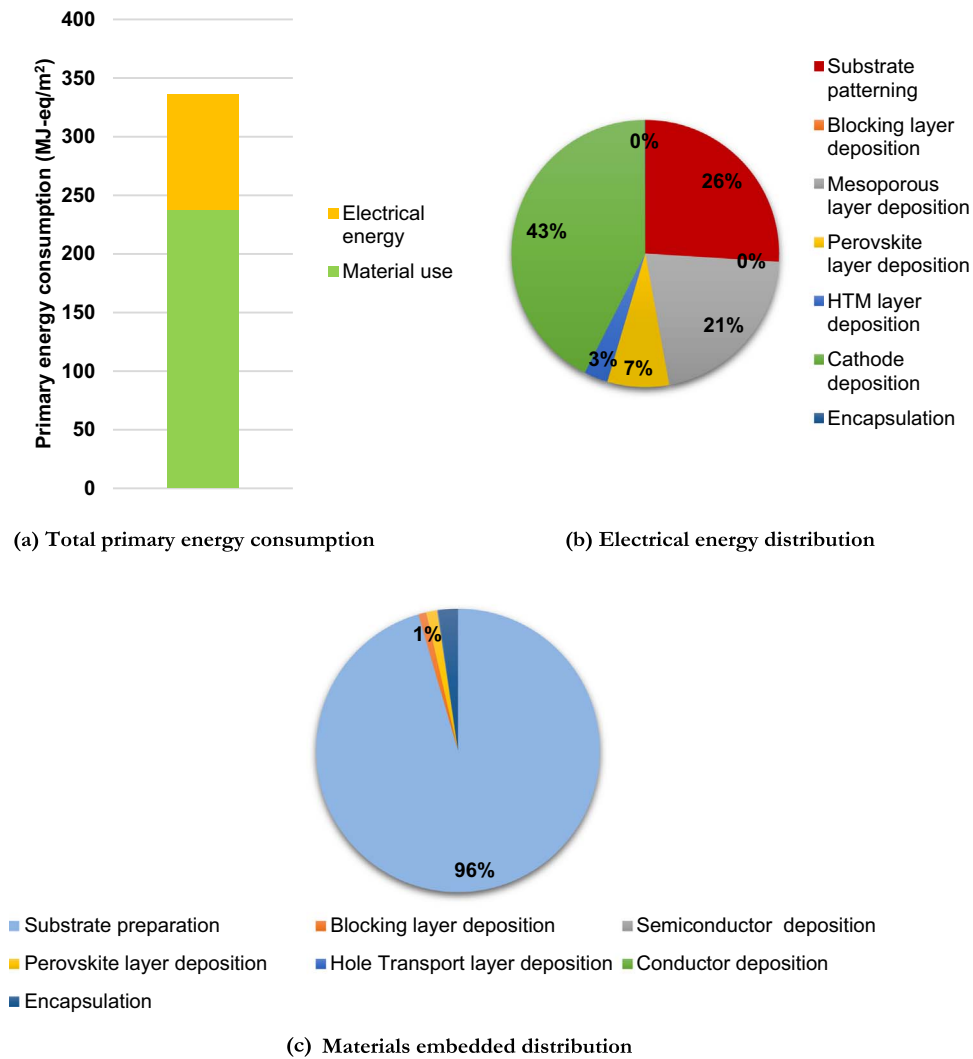 400
350
300
250
200
150
100
50
0
Primary energy consumption (MJ-eq/m²)
Electrical
energy
Material use
(a) Total primary energy consumption
0%
26%
0%
21%
7%
3%
43%
Substrate
patterning
Blocking layer
deposition
Mesoporous
layer deposition
Perovskite
layer deposition
HTM layer
deposition
Cathode
deposition
Encapsulation
(b) Electrical energy distribution
1%
96%
Substrate preparation
Blocking layer deposition
Semiconductor deposition
Perovskite layer deposition
Hole Transport layer deposition
Conductor deposition
Encapsulation
(c) Materials embedded distribution